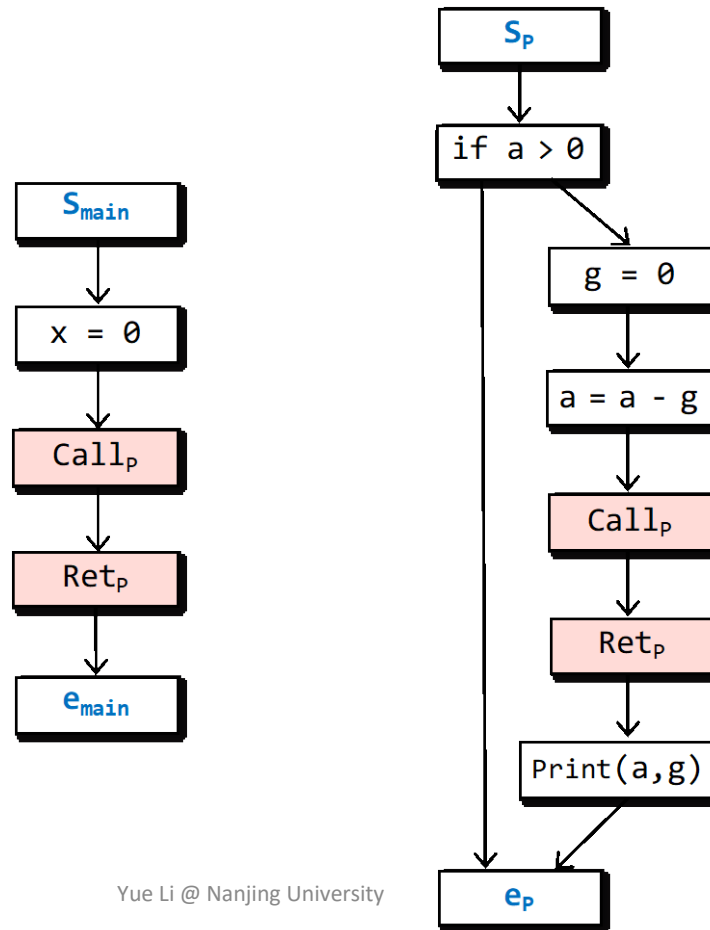 S_main
x = 0
Call_P
Ret_P
e_main
S_P
if a > 0
g = 0
a = a - g
Call_P
Ret_P
Print(a,g)
e_P
Yue Li @ Nanjing University